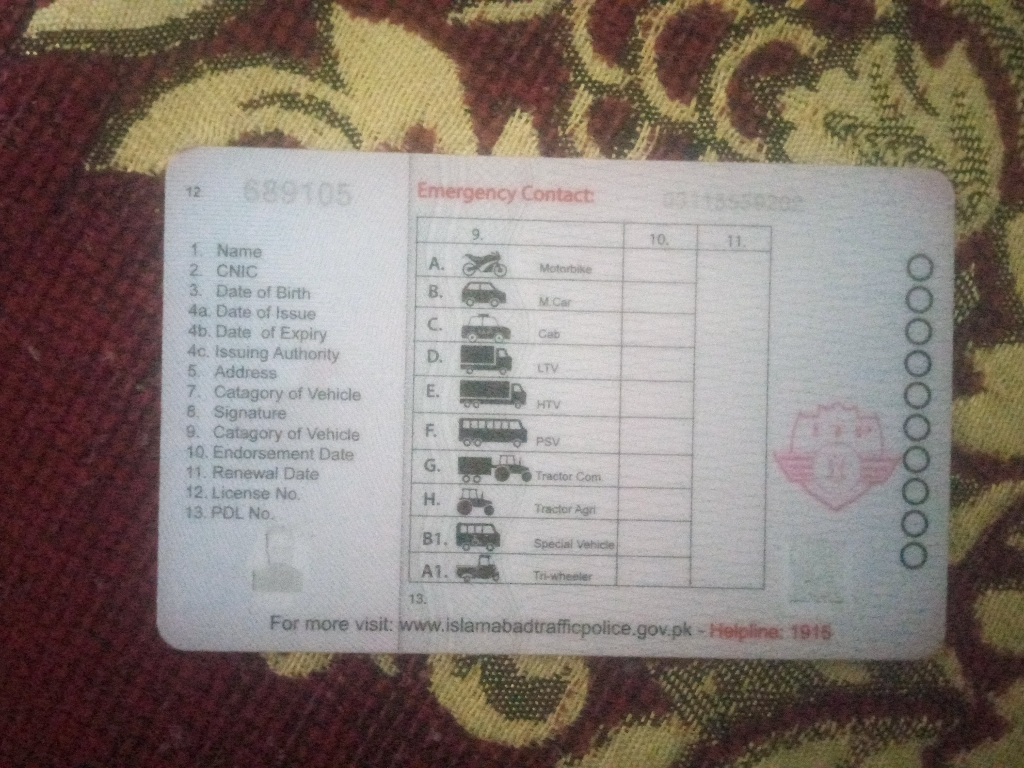 12 689105
1. Name
2. CNIC
3. Date of Birth
4a. Date of Issue
4b. Date of Expiry
4c. Issuing Authority
5. Address
7. Catagory of Vehicle
8. Signature
9. Catagory of Vehicle
10. Endorsement Date
11. Renewal Date
12. License No.
13. PDL No.
Emergency Contact:
9. 10. 11.
A. Motorbike
B. M.Car
C. Cab
D. LTV
E. HTV
F. PSV
G. Tractor Com.
H. Tractor Agri
B1. Special Vehicle
A1. Tri-wheeler
13.
For more visit: www.islamabadtrafficpolice.gov.pk - Helpline: 1915